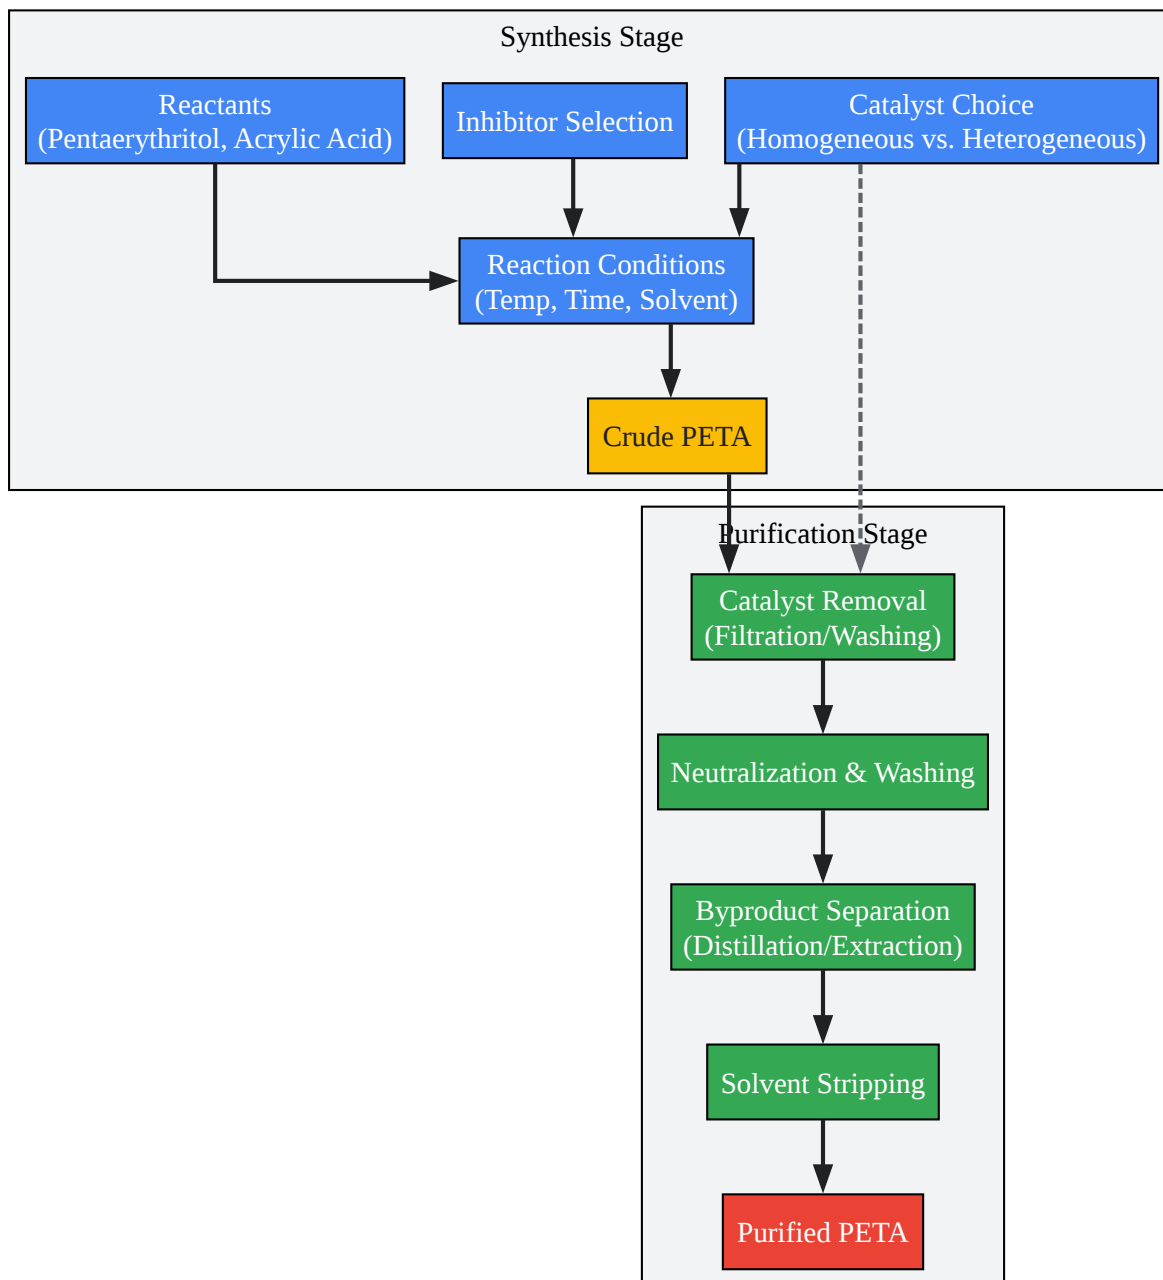 Synthesis Stage
Reactants
(Pentaerythritol, Acrylic Acid)
Inhibitor Selection
Catalyst Choice
(Homogeneous vs. Heterogeneous)
Reaction Conditions
(Temp, Time, Solvent)
Crude PETA
Purification Stage
Catalyst Removal
(Filtration/Washing)
Neutralization & Washing
Byproduct Separation
(Distillation/Extraction)
Solvent Stripping
Purified PETA